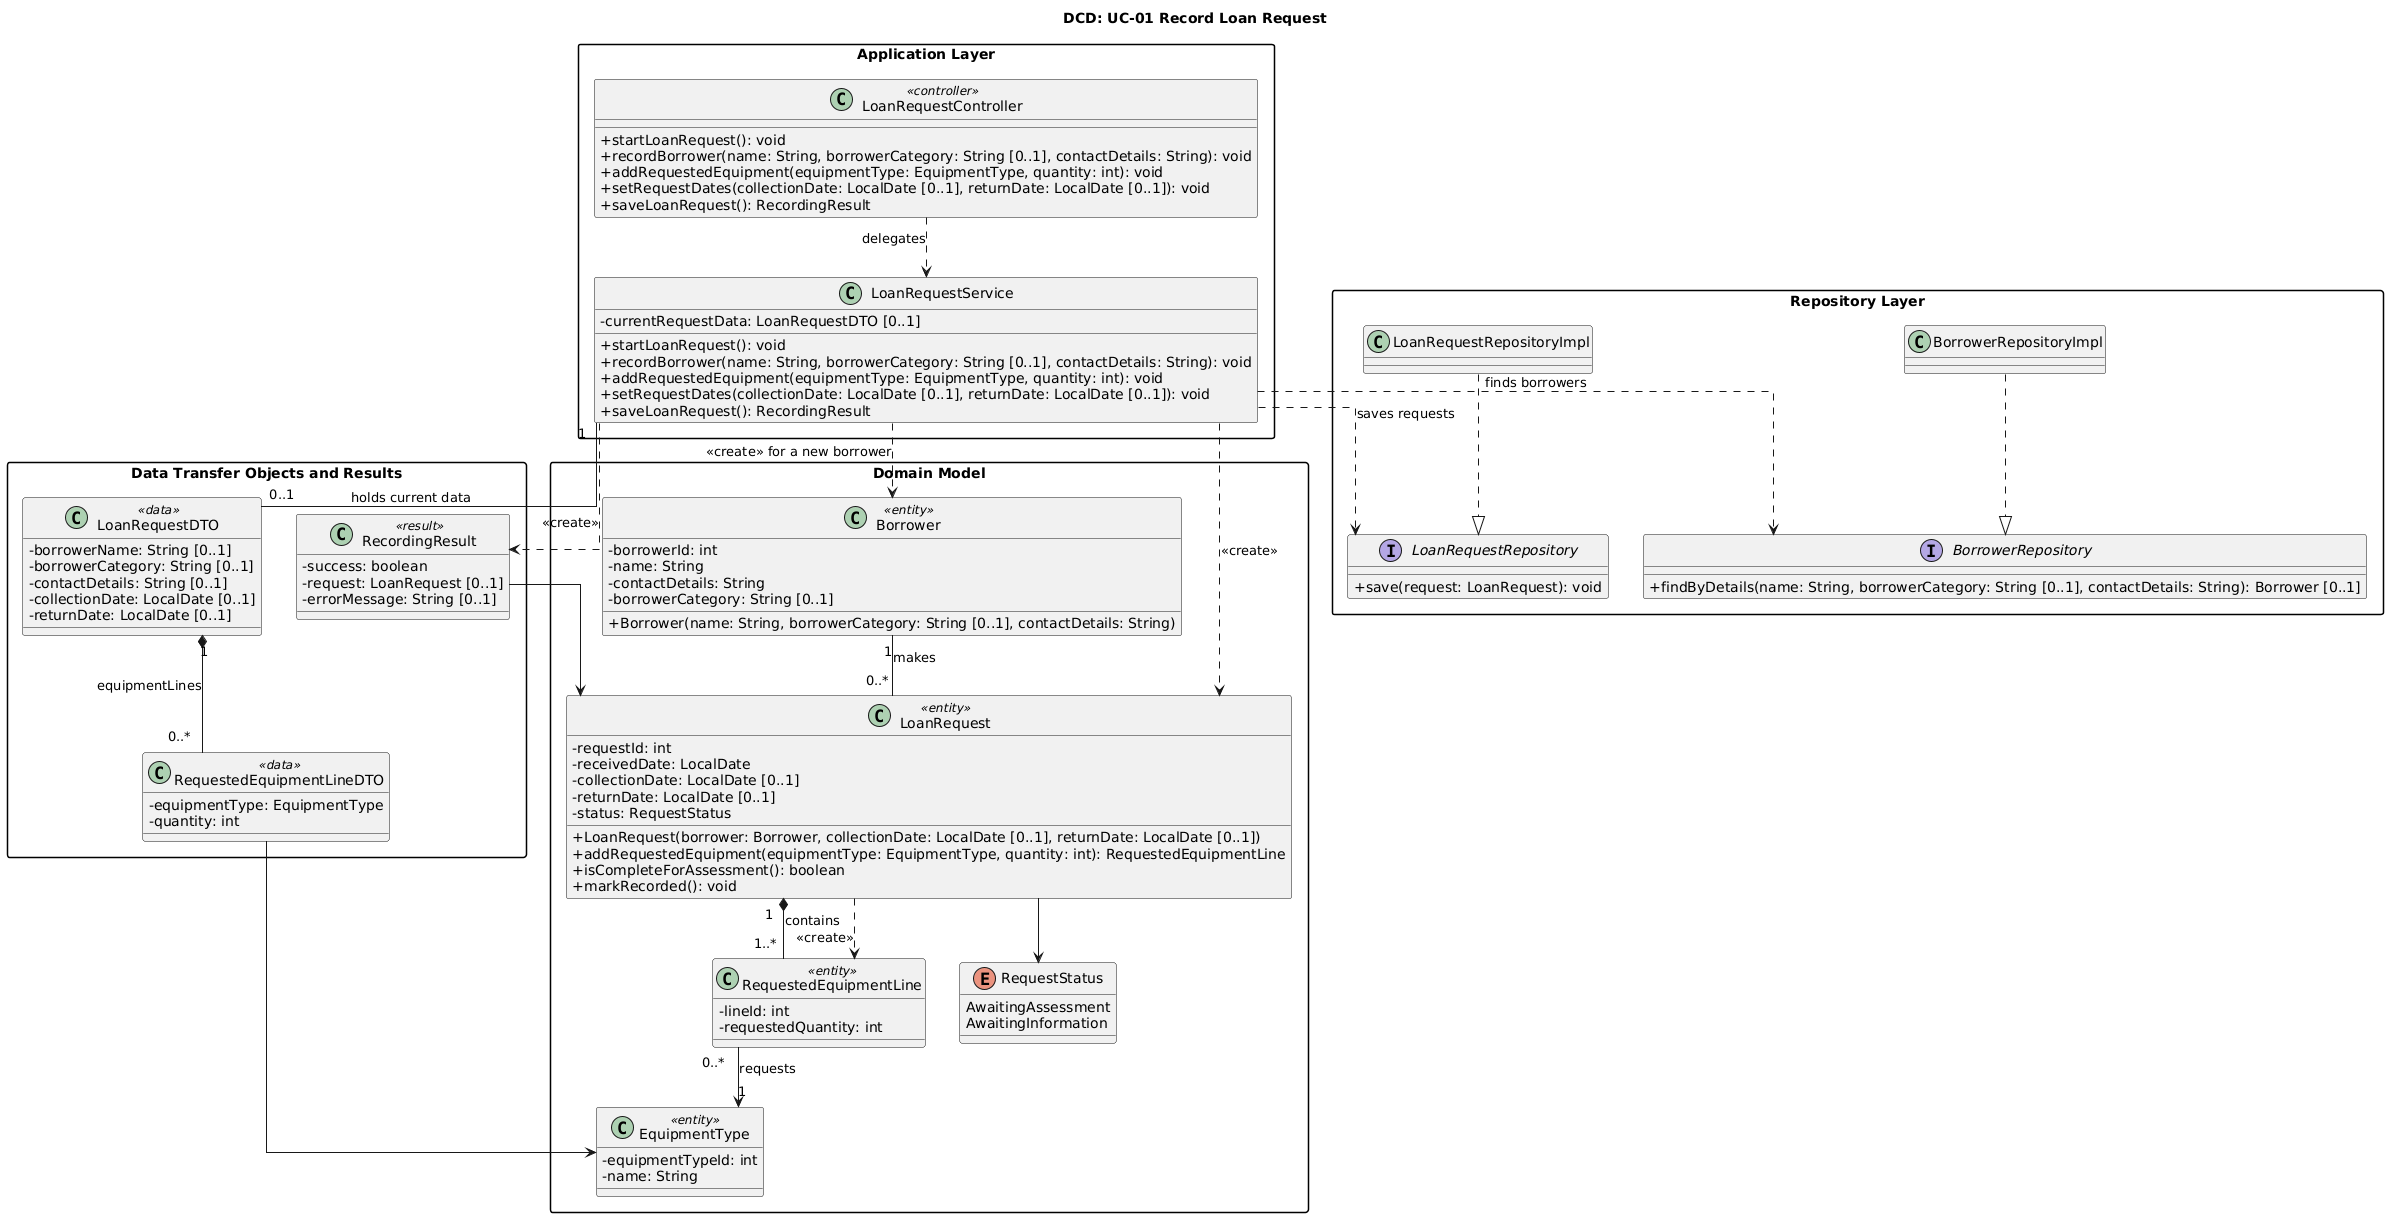 DCD: UC-01 Record Loan Request
Application Layer
«controller»
C LoanRequestController
+startLoanRequest(): void
+recordBorrower(name: String, borrowerCategory: String [0..1], contactDetails: String): void
+addRequestedEquipment(equipmentType: EquipmentType, quantity: int): void
+setRequestDates(collectionDate: LocalDate [0..1], returnDate: LocalDate [0..1]): void
+saveLoanRequest(): RecordingResult
delegates
C LoanRequestService
-currentRequestData: LoanRequestDTO [0..1]
+startLoanRequest(): void
+recordBorrower(name: String, borrowerCategory: String [0..1], contactDetails: String): void
+addRequestedEquipment(equipmentType: EquipmentType, quantity: int): void
+setRequestDates(collectionDate: LocalDate [0..1], returnDate: LocalDate [0..1]): void
+saveLoanRequest(): RecordingResult
Repository Layer
C LoanRequestRepositoryImpl
C BorrowerRepositoryImpl
finds borrowers
saves requests
I LoanRequestRepository
+save(request: LoanRequest): void
I BorrowerRepository
+findByDetails(name: String, borrowerCategory: String [0..1], contactDetails: String): Borrower [0..1]
1
«create» for a new borrower
Data Transfer Objects and Results
0..1
holds current data
«data»
C LoanRequestDTO
-borrowerName: String [0..1]
-borrowerCategory: String [0..1]
-contactDetails: String [0..1]
-collectionDate: LocalDate [0..1]
-returnDate: LocalDate [0..1]
«result»
C RecordingResult
-success: boolean
-request: LoanRequest [0..1]
-errorMessage: String [0..1]
«create»
1
equipmentLines
0..*
«data»
C RequestedEquipmentLineDTO
-equipmentType: EquipmentType
-quantity: int
Domain Model
«entity»
C Borrower
-borrowerId: int
-name: String
-contactDetails: String
-borrowerCategory: String [0..1]
+Borrower(name: String, borrowerCategory: String [0..1], contactDetails: String)
«create»
1
makes
0..*
«entity»
C LoanRequest
-requestId: int
-receivedDate: LocalDate
-collectionDate: LocalDate [0..1]
-returnDate: LocalDate [0..1]
-status: RequestStatus
+LoanRequest(borrower: Borrower, collectionDate: LocalDate [0..1], returnDate: LocalDate [0..1])
+addRequestedEquipment(equipmentType: EquipmentType, quantity: int): RequestedEquipmentLine
+isCompleteForAssessment(): boolean
+markRecorded(): void
1
contains
«create»
1..*
«entity»
C RequestedEquipmentLine
-lineId: int
-requestedQuantity: int
E RequestStatus
AwaitingAssessment
AwaitingInformation
0..*
requests
1
«entity»
C EquipmentType
-equipmentTypeId: int
-name: String